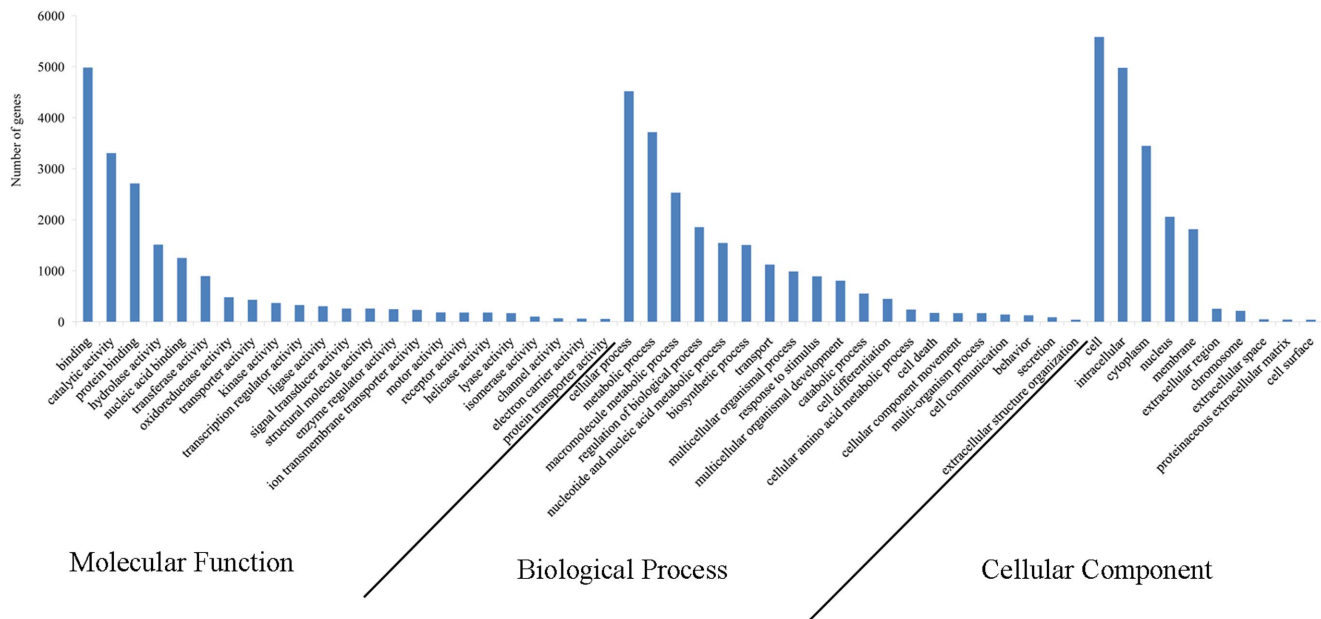 6000
5000
4000
3000
2000
1000
0
Number of genes
binding
catalytic activity
protein binding
hydrolase activity
nucleic acid binding
transferase activity
oxidoreductase activity
transporter activity
kinase activity
transcription regulator activity
ligase activity
signal transducer activity
structural molecule activity
enzyme regulator activity
ion transmembrane transporter activity
motor activity
receptor activity
helicase activity
lyase activity
isomerase activity
channel activity
electron carrier activity
protein transporter activity
cellular process
metabolic process
macromolecule metabolic process
regulation of biological process
nucleotide and nucleic acid metabolic process
biosynthetic process
transport
multicellular organismal process
response to stimulus
multicellular organismal development
catabolic process
cell differentiation
cellular amino acid metabolic process
cell death
cellular component movement
multi-organism process
cell communication
behavior
secretion
extracellular structure organization
cell
intracellular
cytoplasm
nucleus
membrane
extracellular region
chromosome
extracellular space
proteinaceous extracellular matrix
cell surface
Molecular Function
Biological Process
Cellular Component